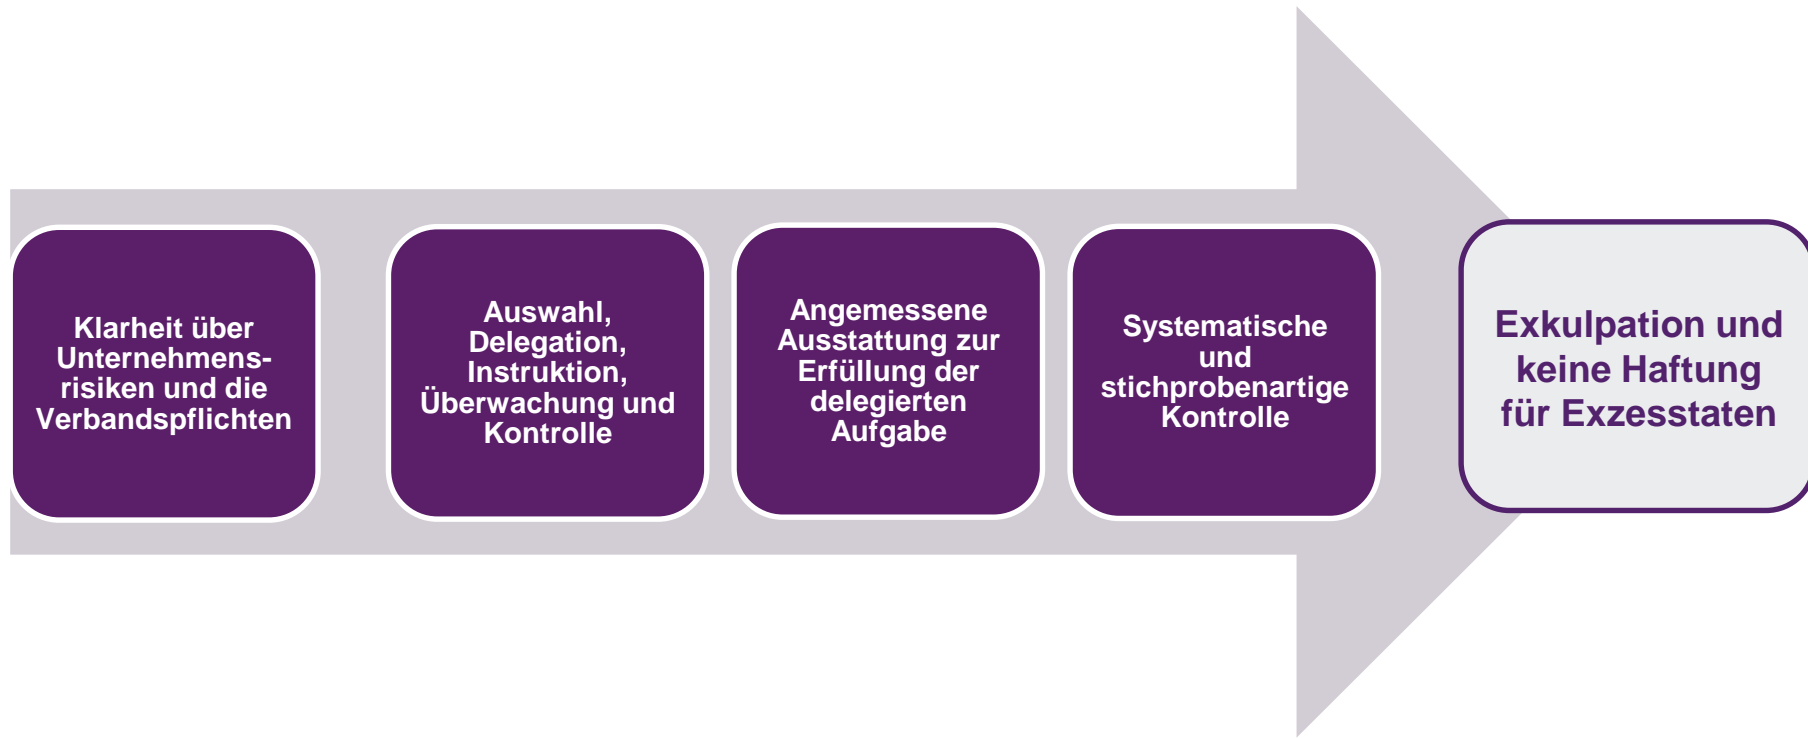 Klarheit über
Unternehmens-
risiken und die
Verbandspflichten
Auswahl,
Delegation,
Instruktion,
Überwachung und
Kontrolle
Angemessene
Ausstattung zur
Erfüllung der
delegierten
Aufgabe
Systematische
und
stichprobenartige
Kontrolle
Exkulpation und
keine Haftung
für Exzesstaten